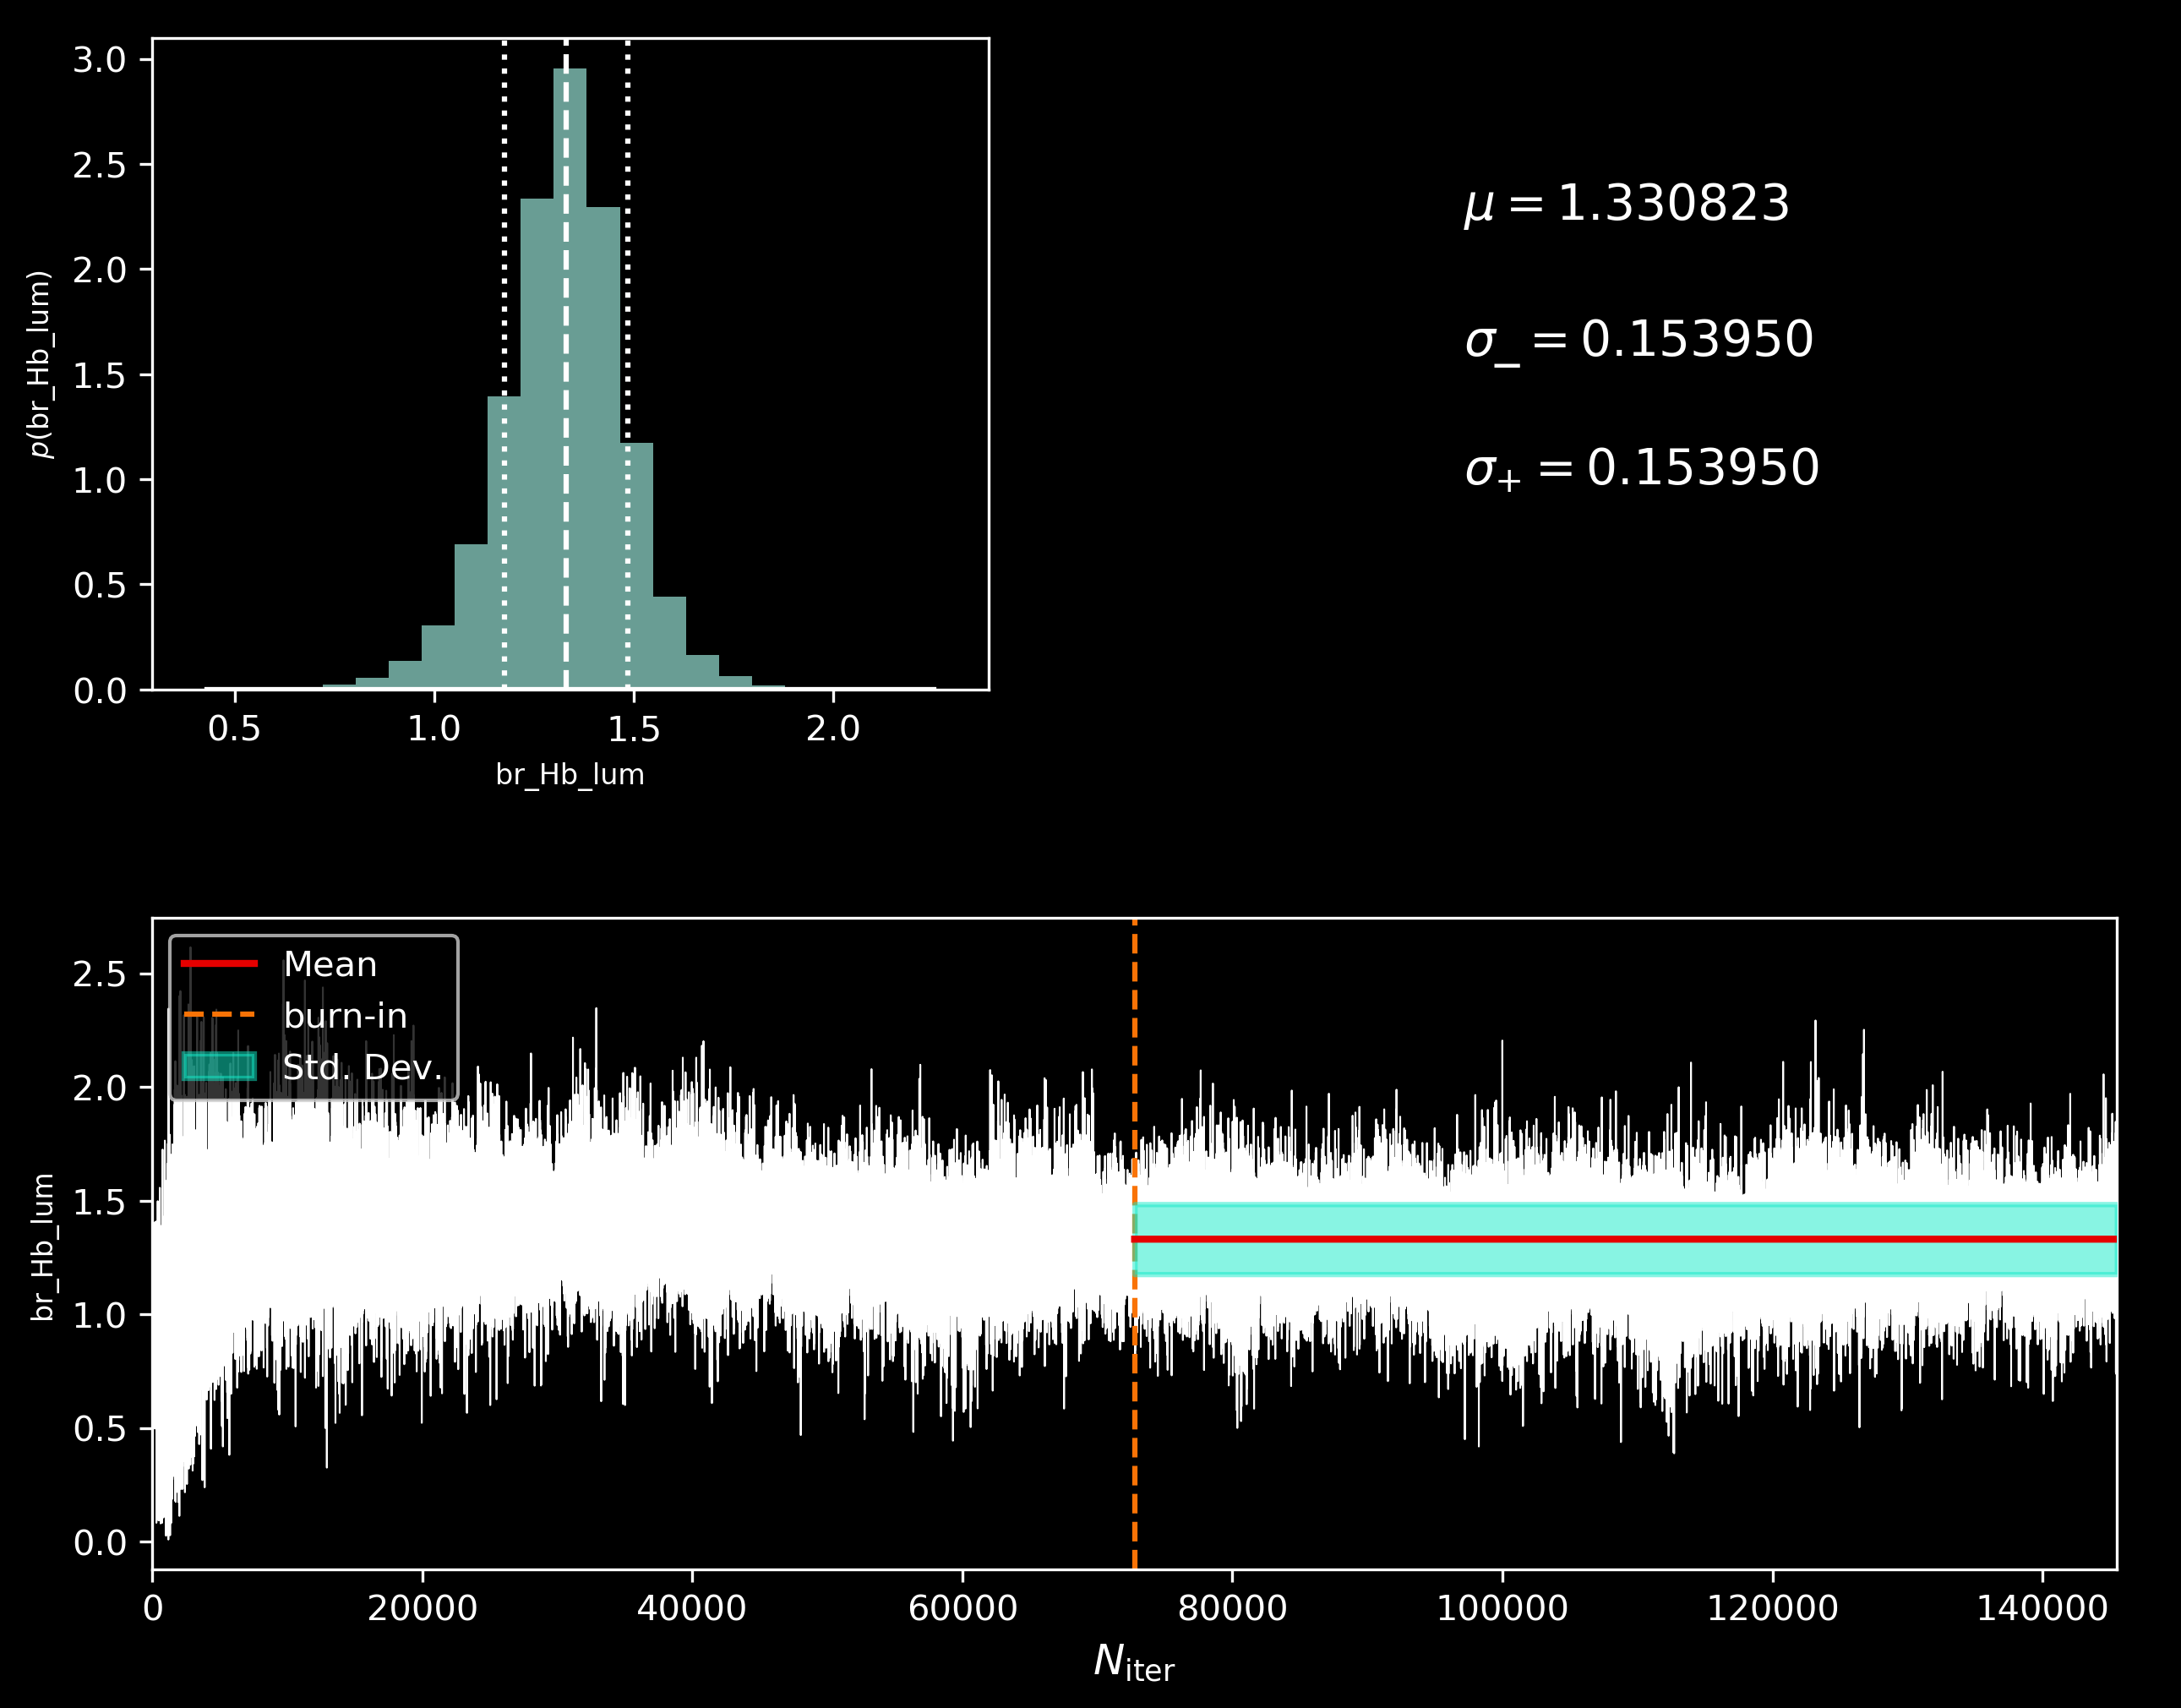 3.0
2.5
2.0
1.5
1.0
0.5
0.0
p(br_Hb_lum)
0.5 1.0 1.5 2.0
br_Hb_lum
μ = 1.330823
σ_ = 0.153950
σ+ = 0.153950
Mean
burn-in
Std. Dev.
2.5
2.0
1.5
1.0
0.5
0.0
br_Hb_lum
0 20000 40000 60000 80000 100000 120000 140000
Niter